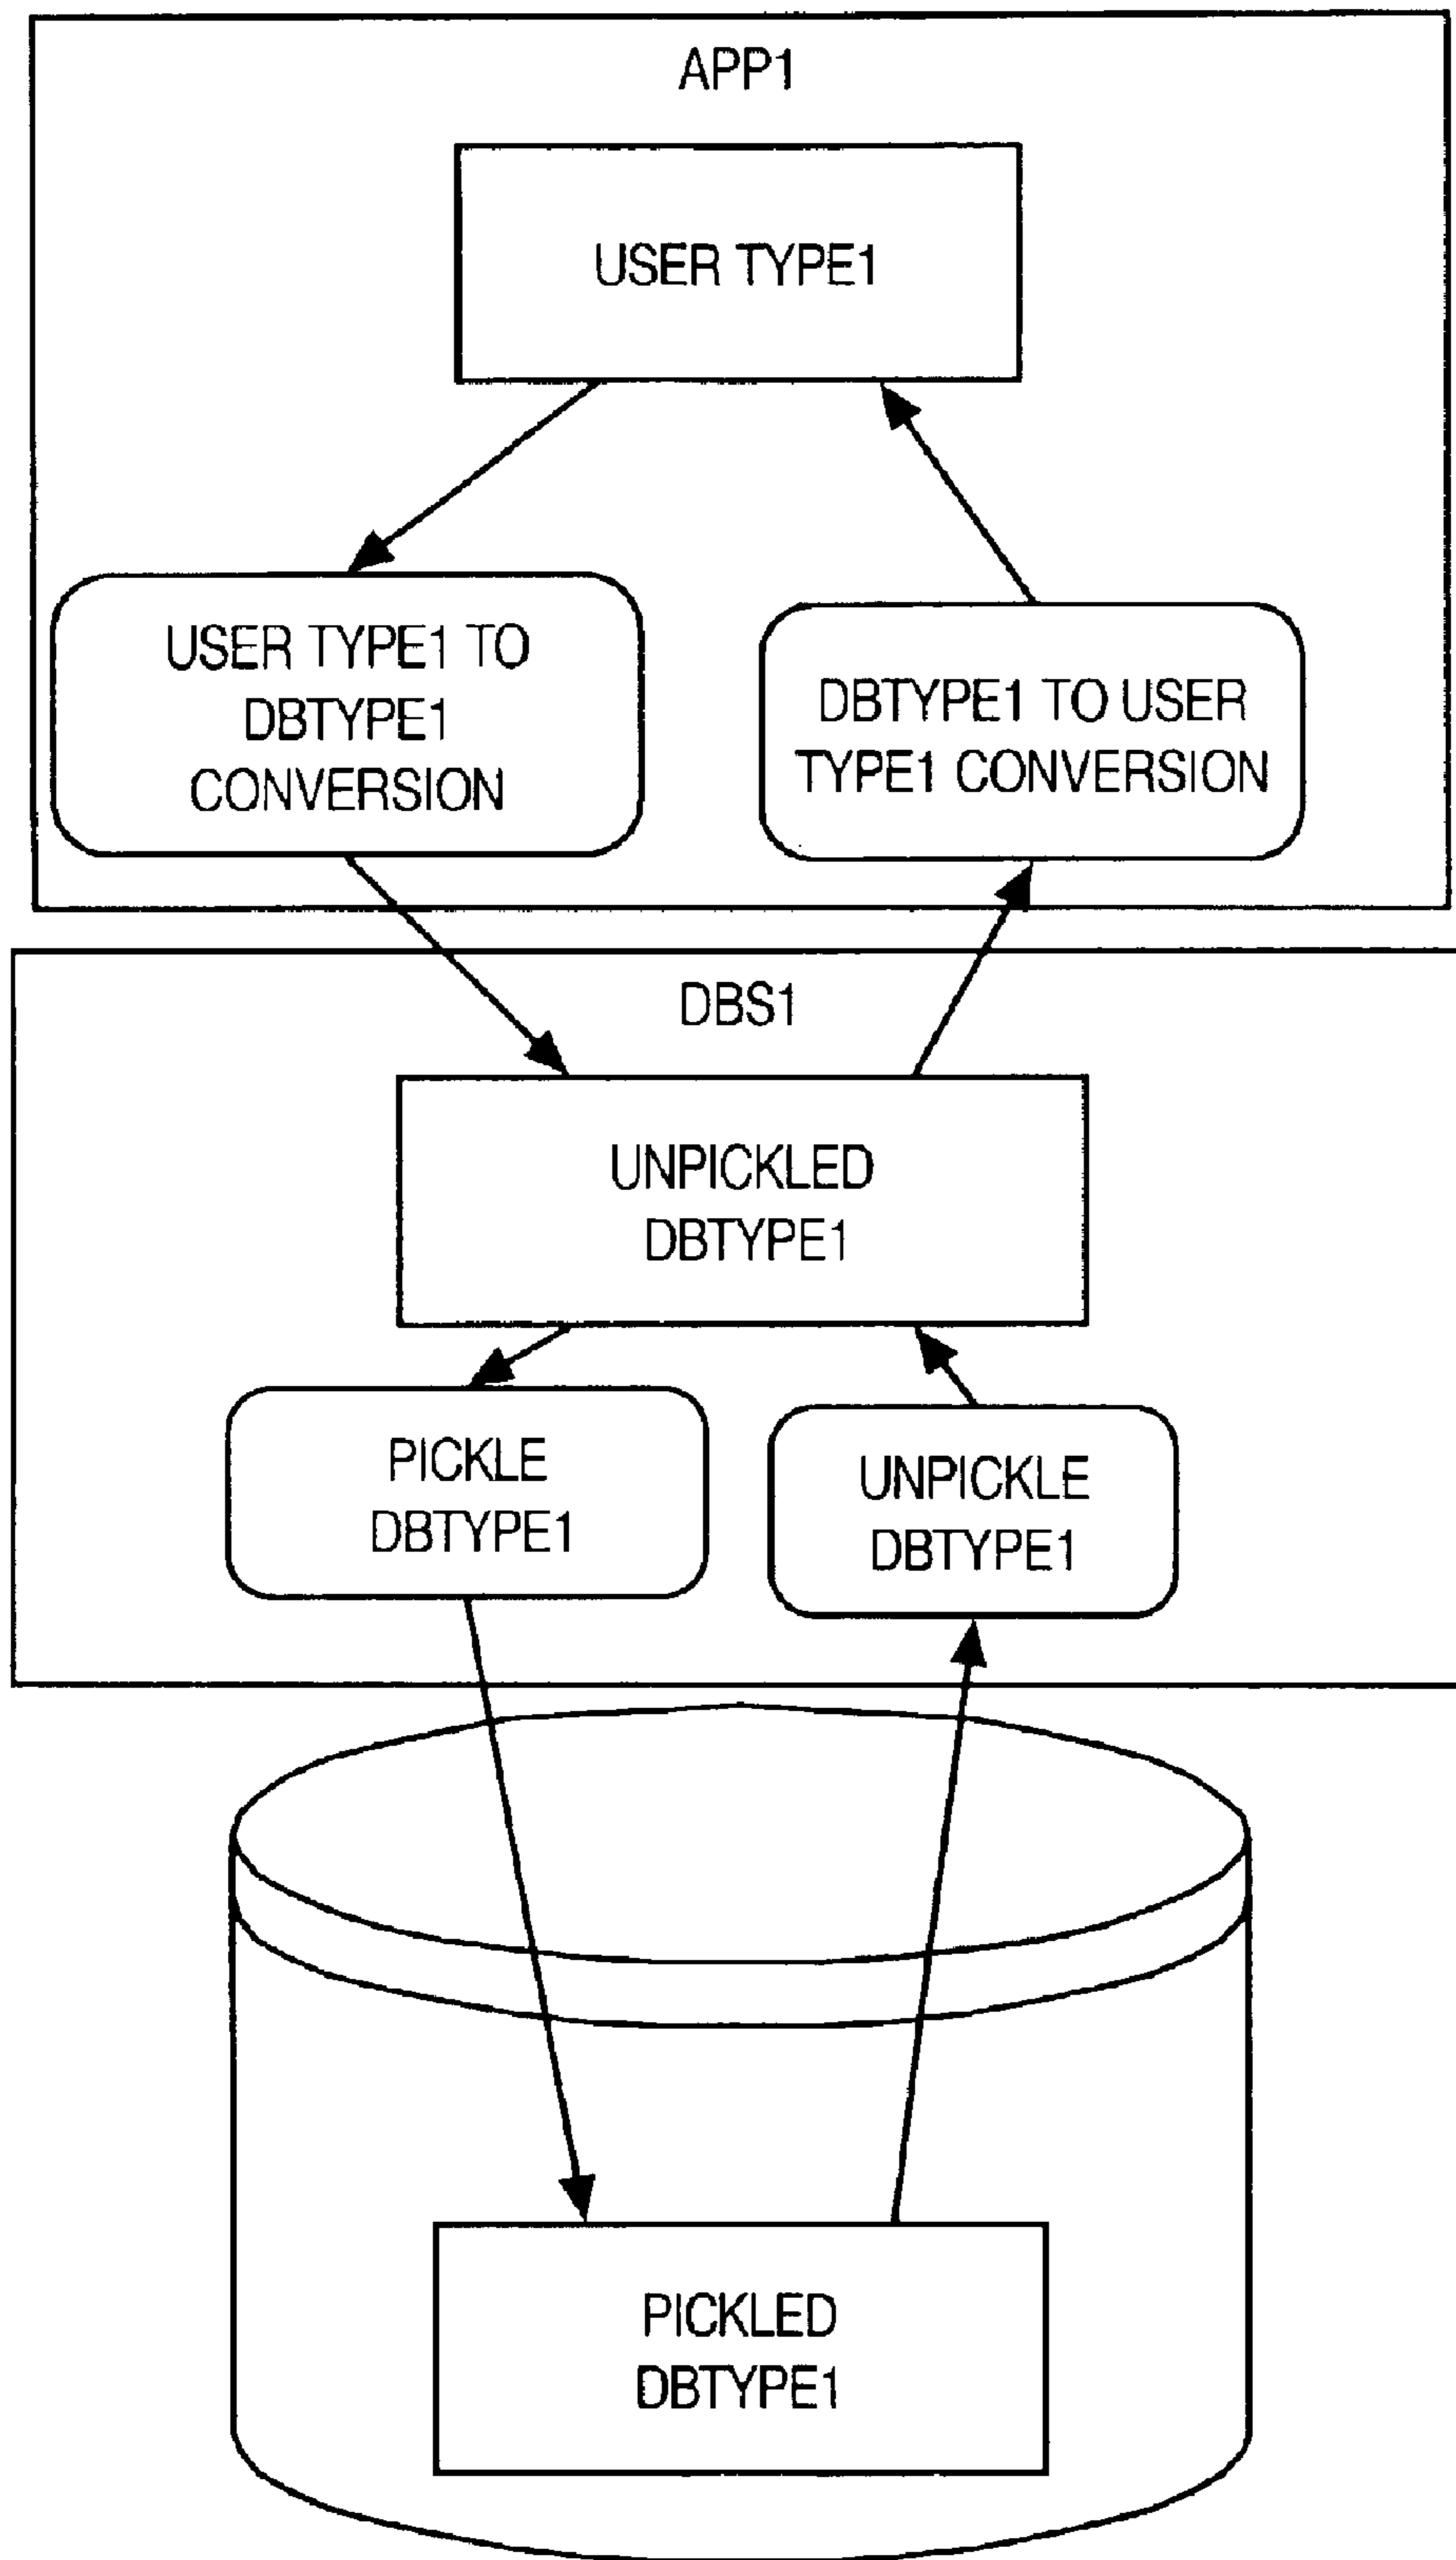 APP1
USER TYPE1
USER TYPE1 TO
DBTYPE1
CONVERSION
DBTYPE1 TO USER
TYPE1 CONVERSION
DBS1
UNPICKLED
DBTYPE1
PICKLE
DBTYPE1
UNPICKLE
DBTYPE1
PICKLED
DBTYPE1